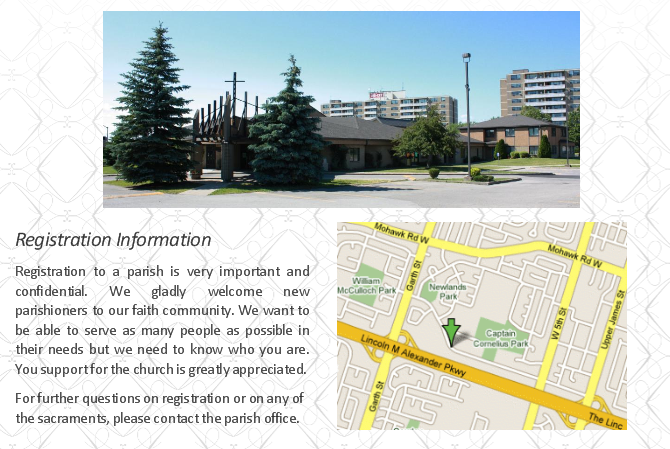 Registration Information
Registration to a parish is very important and
confidential. We gladly welcome new
parishioners to our faith community. We want to
be able to serve as many people as possible in
their needs but we need to know who you are.
You support for the church is greatly appreciated.
For further questions on registration or on any of
the sacraments, please contact the parish office.
Mohawk Rd W
Mohawk Rd W
Garth St
William
McCulloch Park
Newlands
Park
Upper James St
W 5th St
Captain
Cornelius Park
Lincoln M Alexander Pkwy
Garth St
The Linc